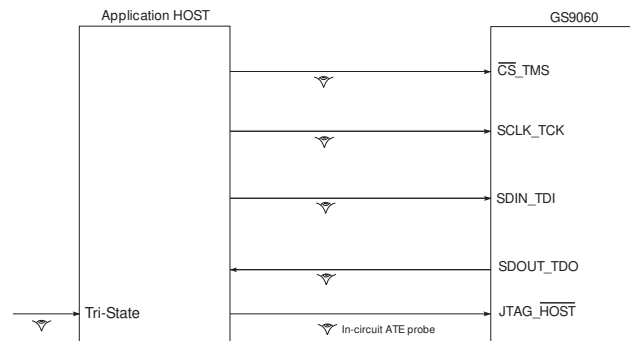 Application HOST
GS9060
CS_TMS
SCLK_TCK
SDIN_TDI
SDOUT_TDO
Tri-State
JTAG_HOST
In-circuit ATE probe